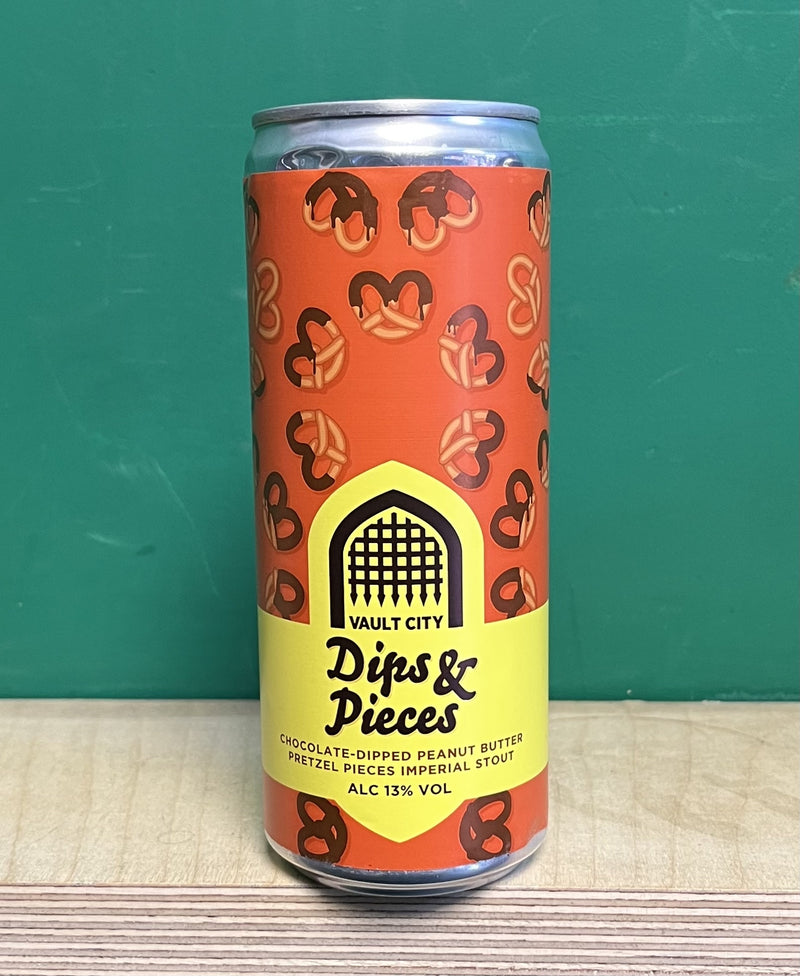 VAULT CITY
Dips &
Pieces
CHOCOLATE-DIPPED PEANUT BUTTER
PRETZEL PIECES IMPERIAL STOUT
ALC 13% VOL